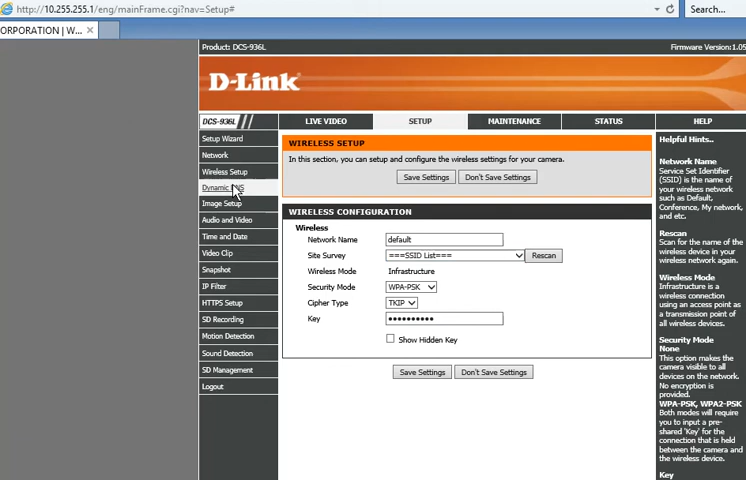 http://10.255.255.1/eng/mainFrame.cgi?nav=Setup#
Search...
ORPORATION | W...
Product: DCS-936L
Firmware Version:1.05
D-Link
DCS-936L
LIVE VIDEO
SETUP
MAINTENANCE
STATUS
HELP
Setup Wizard
Network
Wireless Setup
Image Setup
Audio and Video
Time and Date
Video Clip
Snapshot
IP Filter
HTTPS Setup
SD Recording
Motion Detection
Sound Detection
SD Management
Logout
WIRELESS SETUP
In this section, you can setup and configure the wireless settings for your camera.
Save Settings
Don't Save Settings
WIRELESS CONFIGURATION
Wireless
Network Name
default
Site Survey
===SSID List===
Rescan
Wireless Mode
Infrastructure
Security Mode
WPA-PSK
Cipher Type
TKIP
Key
••••••••••
Show Hidden Key
Save Settings
Don't Save Settings
Helpful Hints..
Network Name
Service Set Identifier
(SSID) is the name of
your wireless network
such as Default,
Conference, My network,
and etc.
Rescan
Scan for the name of the
wireless device in your
wireless network again.
Wireless Mode
Infrastructure is a
wireless connection
using an access point as
a transmission point of
all wireless devices.
Security Mode
None
This option makes the
camera visible to all
devices on the network.
No encryption is
provided.
WPA-PSK, WPA2-PSK
Both modes will require
you to input a pre-
shared 'Key' for the
connection that is held
between the camera and
the wireless device.
Key